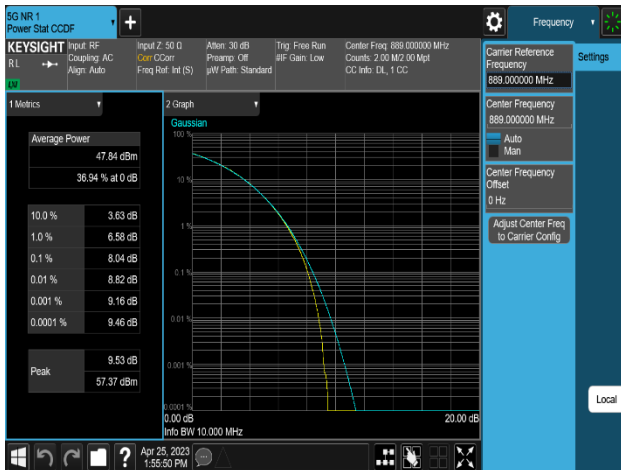 5G NR 1
Power Stat CCDF
Frequency
KEYSIGHT
R L
LXI
Input: RF
Coupling: AC
Align: Auto
Input Z: 50 Ω
Corr CCorr
Freq Ref: Int (S)
Atten: 30 dB
Preamp: Off
µW Path: Standard
Trig: Free Run
#IF Gain: Low
Center Freq: 889.000000 MHz
Counts: 2.00 M/2.00 Mpt
CC Info: DL, 1 CC
Carrier Reference
Frequency
889.000000 MHz
Settings
Center Frequency
889.000000 MHz
Auto
Man
Center Frequency
Offset
0 Hz
Adjust Center Freq
to Carrier Config
Local
1 Metrics
Average Power
47.84 dBm
36.94 % at 0 dB
10.0 % 3.63 dB
1.0 % 6.58 dB
0.1 % 8.04 dB
0.01 % 8.82 dB
0.001 % 9.16 dB
0.0001 % 9.46 dB
Peak
9.53 dB
57.37 dBm
2 Graph
Gaussian
100 %
10 %
1 %
0.1 %
0.01 %
0.001 %
0.0001 %
0.00 dB 20.00 dB
Info BW 10.000 MHz
?
Apr 25, 2023
1:55:50 PM